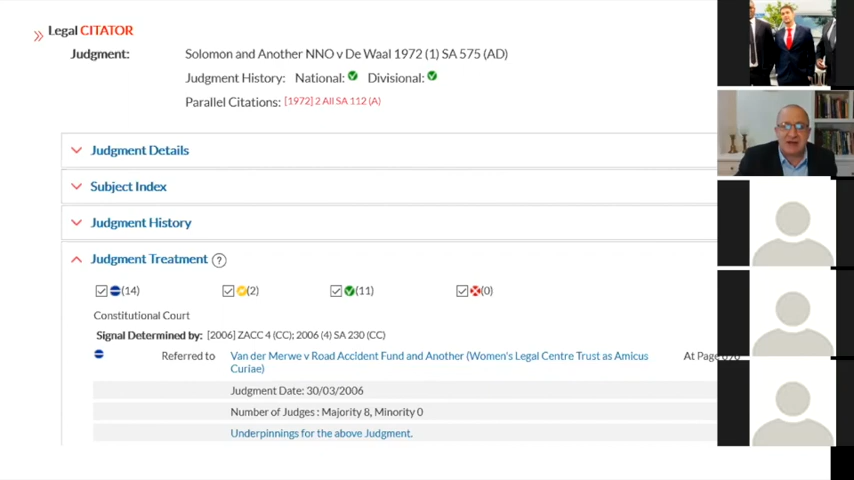 Legal CITATOR
Judgment: Solomon and Another NNO v De Waal 1972 (1) SA 575 (AD)
Judgment History: National: Divisional:
Parallel Citations: [1972] 2 All SA 112 (A)
Judgment Details
Subject Index
Judgment History
Judgment Treatment ?
(14) (2) (11) (0)
Constitutional Court
Signal Determined by: [2006] ZACC 4 (CC); 2006 (4) SA 230 (CC)
Referred to Van der Merwe v Road Accident Fund and Another (Women's Legal Centre Trust as Amicus At Page
Curiae)
Judgment Date: 30/03/2006
Number of Judges : Majority 8, Minority 0
Underpinnings for the above Judgment.